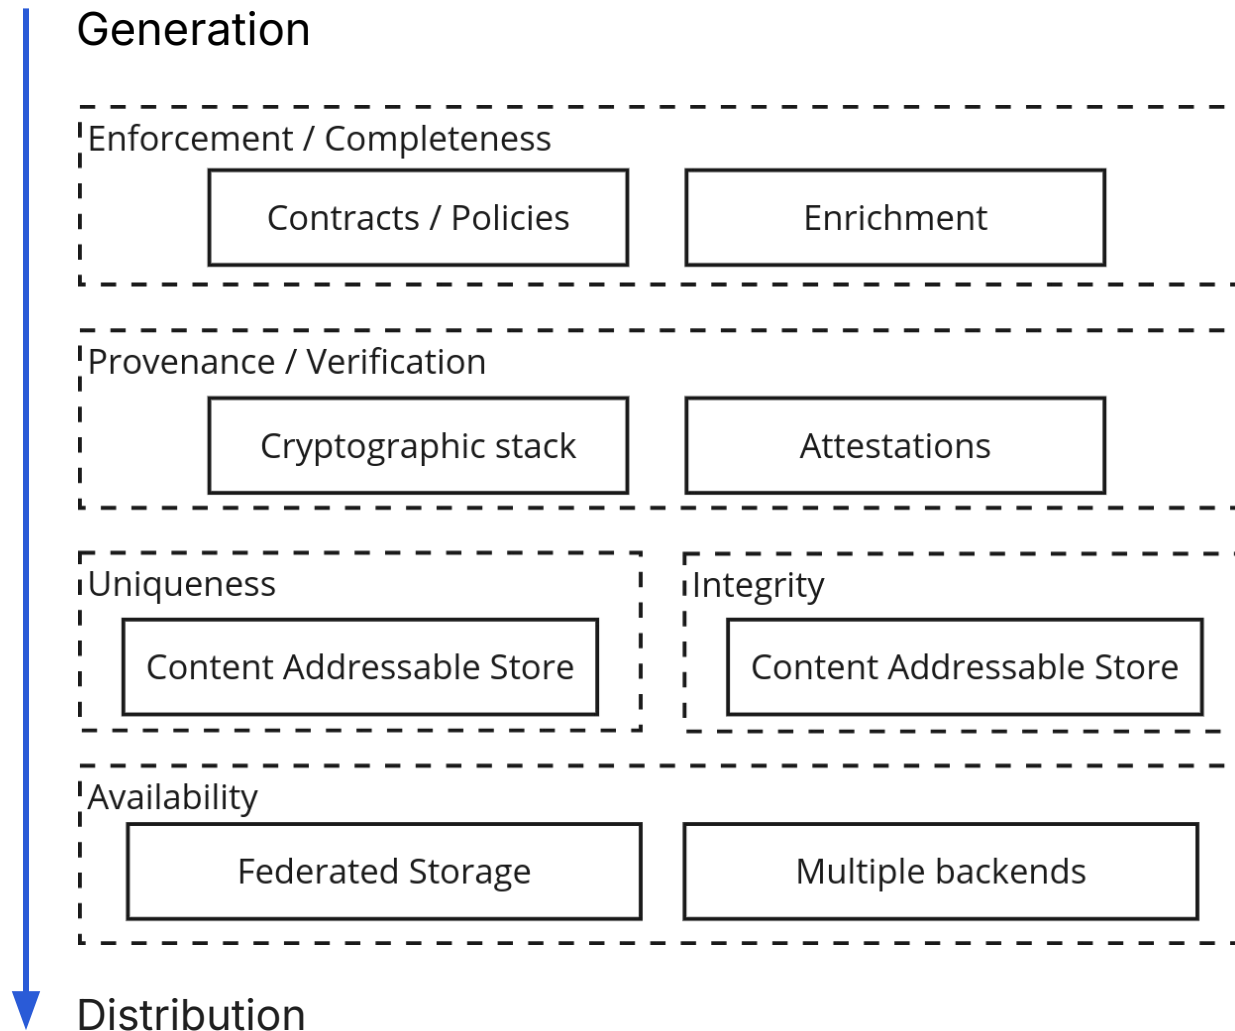 Generation
Enforcement / Completeness
Contracts / Policies
Enrichment
Provenance / Verification
Cryptographic stack
Attestations
Uniqueness
Integrity
Content Addressable Store
Content Addressable Store
Availability
Federated Storage
Multiple backends
Distribution